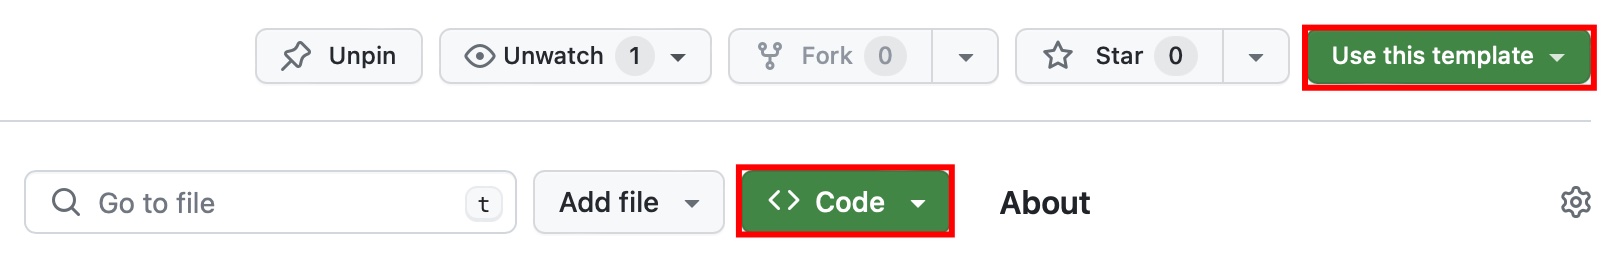 Unpin Unwatch 1 Fork 0 Star 0 Use this template
Go to file t Add file <> Code About